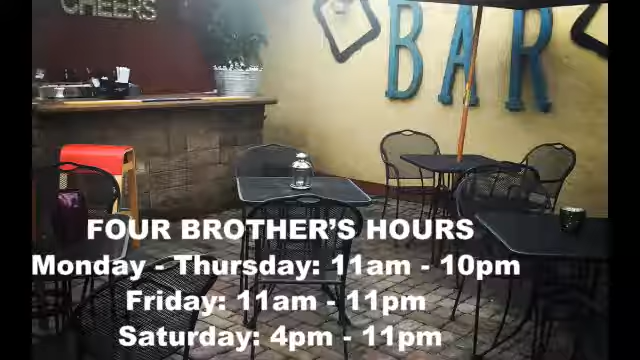 CHEERS
BAR
FOUR BROTHER’S HOURS
Monday - Thursday: 11am - 10pm
Friday: 11am - 11pm
Saturday: 4pm - 11pm